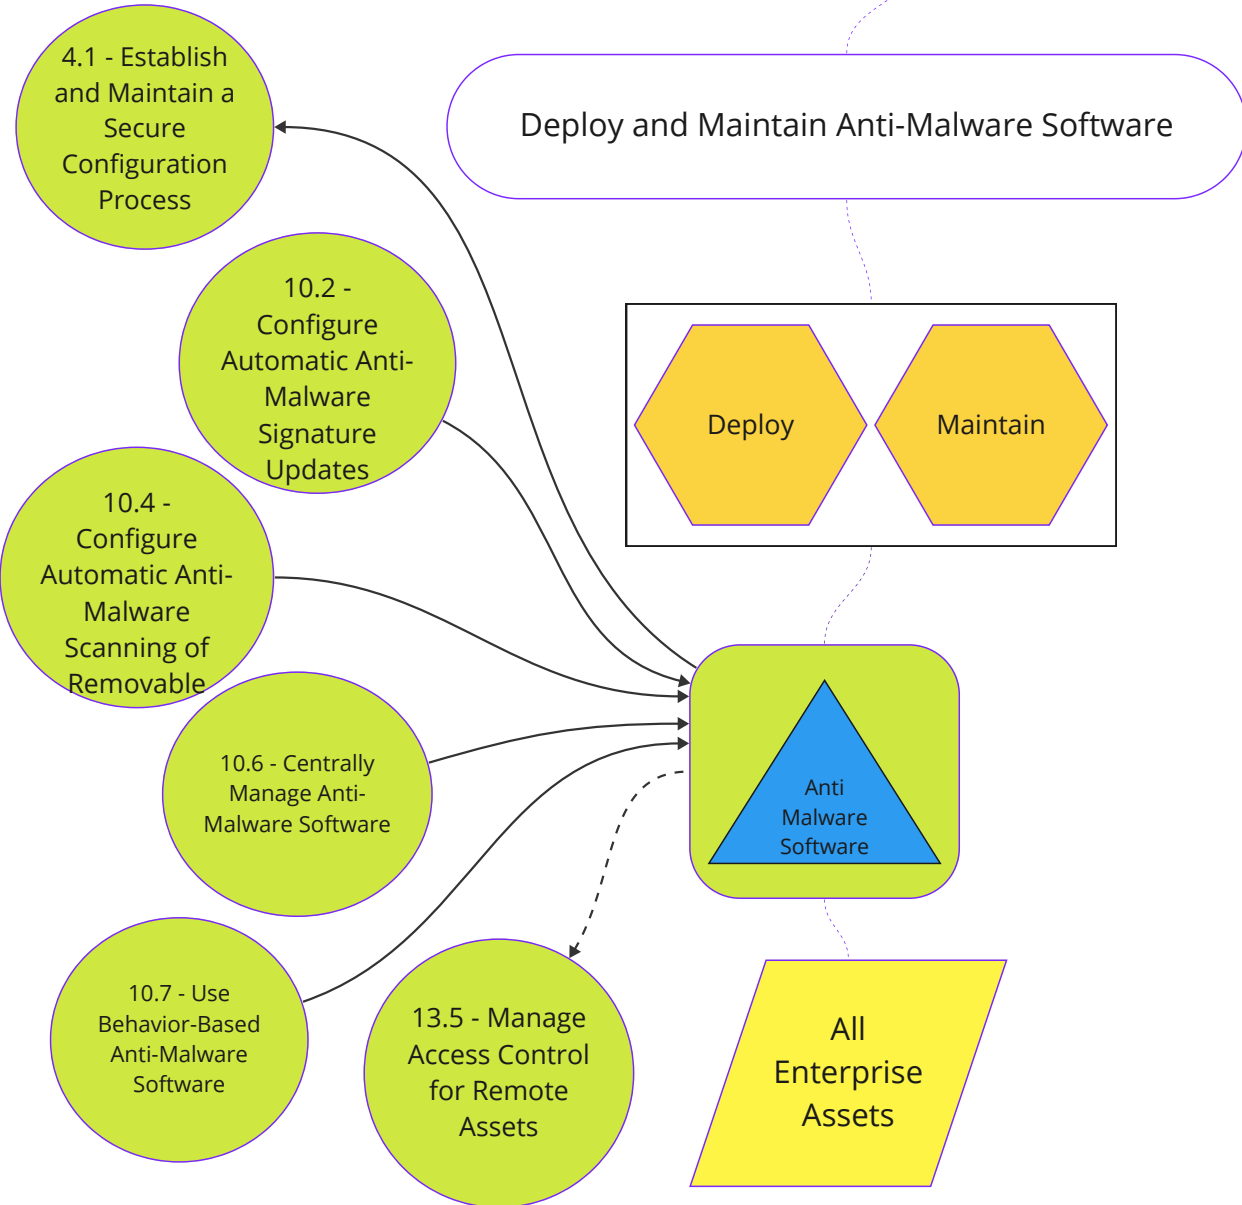 4.1 - Establish
and Maintain a
Secure
Configuration
Process
Deploy and Maintain Anti-Malware Software
10.2 -
Configure
Automatic Anti-
Malware
Signature
Updates
Deploy
Maintain
10.4 -
Configure
Automatic Anti-
Malware
Scanning of
Removable
10.6 - Centrally
Manage Anti-
Malware Software
Anti
Malware
Software
10.7 - Use
Behavior-Based
Anti-Malware
Software
13.5 - Manage
Access Control
for Remote
Assets
All
Enterprise
Assets